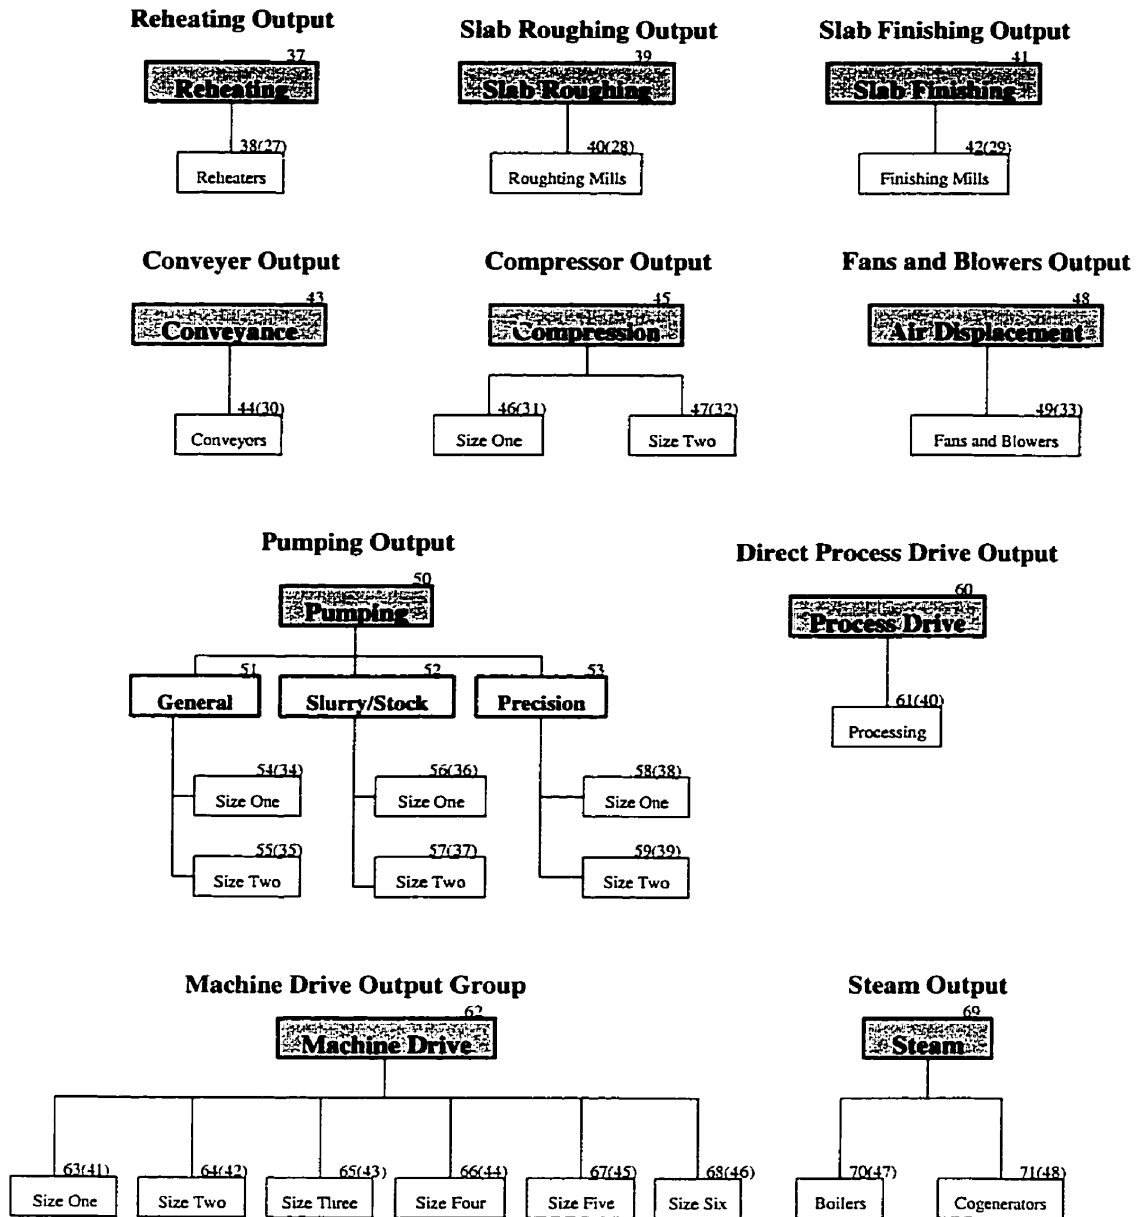 Reheating Output
Slab Roughing Output
Slab Finishing Output
37
39
41
Reheating
Slab Roughing
Slab Finishing
38(27)
40(28)
42(29)
Reheaters
Roughting Mills
Finishing Mills
Conveyer Output
Compressor Output
Fans and Blowers Output
43
45
48
Conveyance
Compression
Air Displacement
44(30)
46(31)
47(32)
49(33)
Conveyors
Size One
Size Two
Fans and Blowers
Pumping Output
Direct Process Drive Output
50
60
Pumping
Process Drive
51
52
53
General
Slurry/Stock
Precision
61(40)
Processing
54(34)
56(36)
58(38)
Size One
Size One
Size One
55(35)
57(37)
59(39)
Size Two
Size Two
Size Two
Machine Drive Output Group
Steam Output
62
69
Machine Drive
Steam
63(41)
64(42)
65(43)
66(44)
67(45)
68(46)
70(47)
71(48)
Size One
Size Two
Size Three
Size Four
Size Five
Size Six
Boilers
Cogenerators